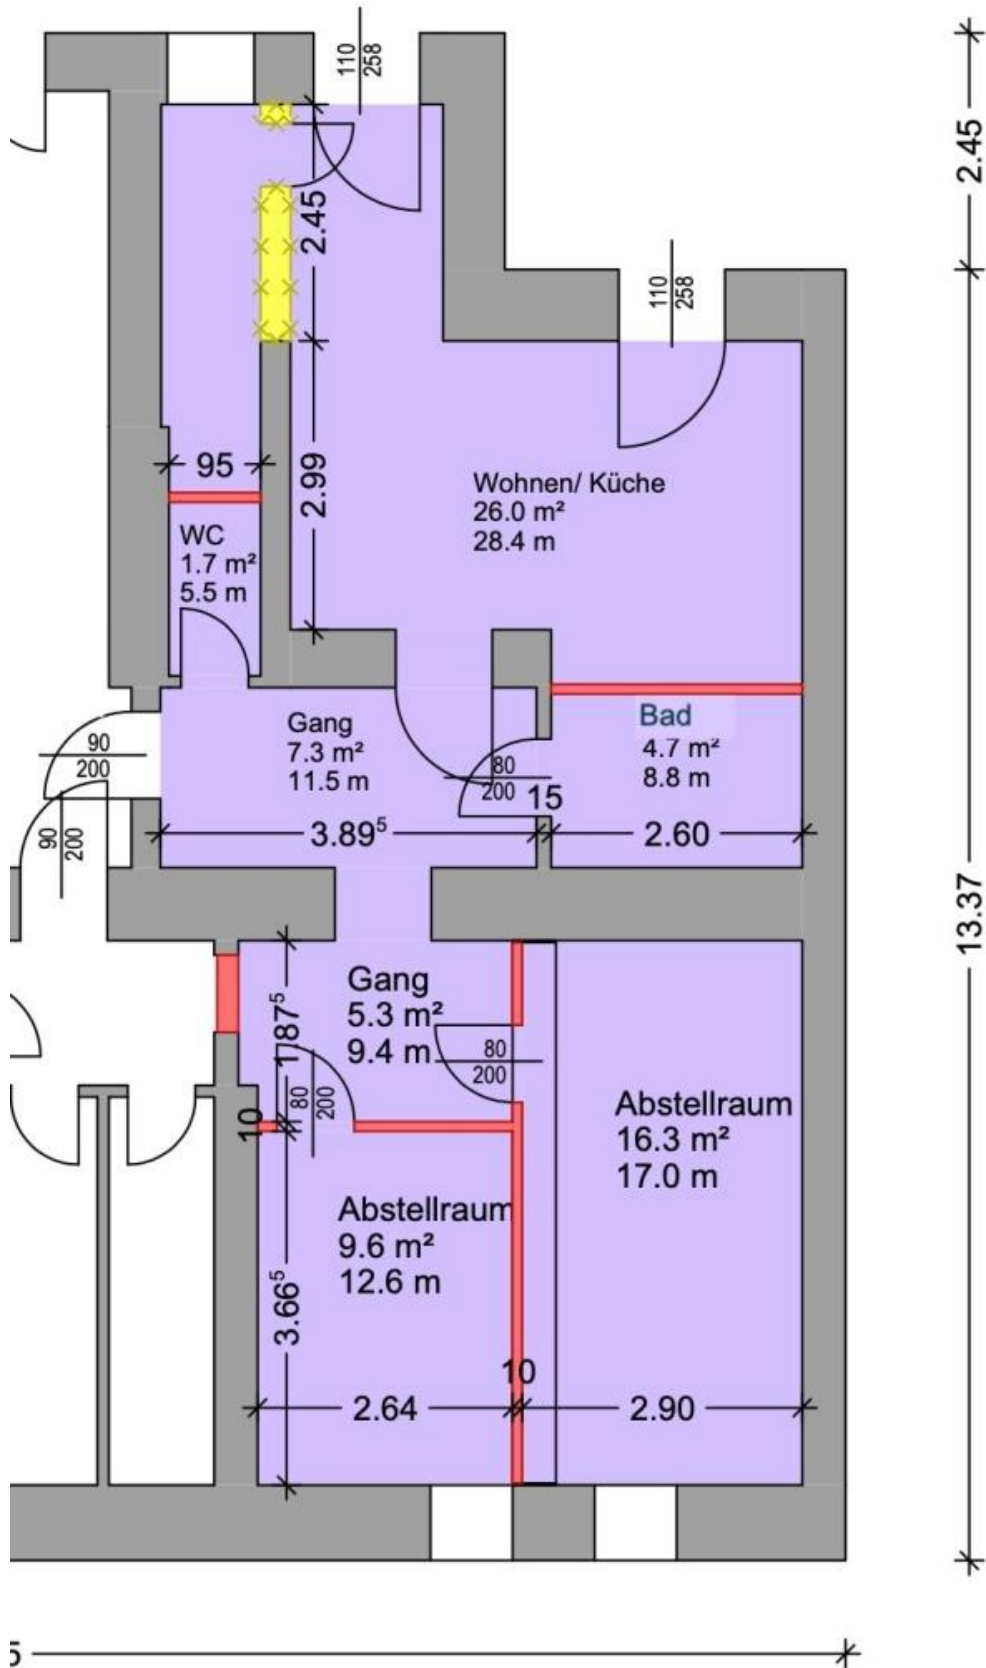 110
258
2.45
2.45
110
258
95
2.99
Wohnen/ Küche
26.0 m²
28.4 m
WC
1.7 m²
5.5 m
Gang
7.3 m²
11.5 m
Bad
4.7 m²
8.8 m
90
200
80
200
15
90
200
3.89⁵
2.60
13.37
Gang
5.3 m²
9.4 m
1.87⁵
80
200
80
200
10
Abstellraum
16.3 m²
17.0 m
Abstellraum
9.6 m²
12.6 m
3.66⁵
10
2.64
2.90